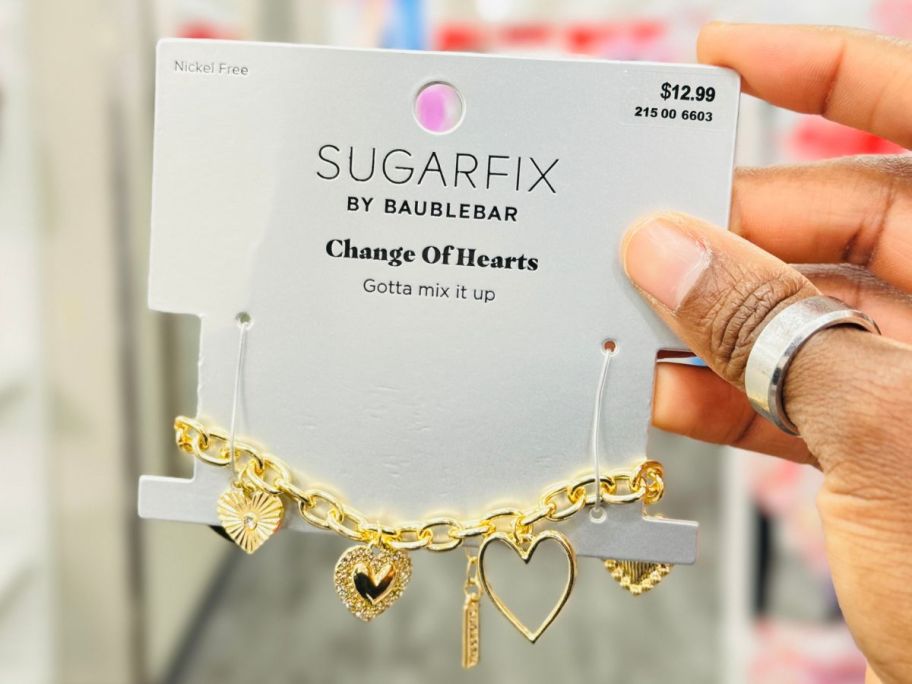 Nickel Free
$12.99
215 00 6603
SUGARFIX
BY BAUBLEBAR
Change Of Hearts
Gotta mix it up